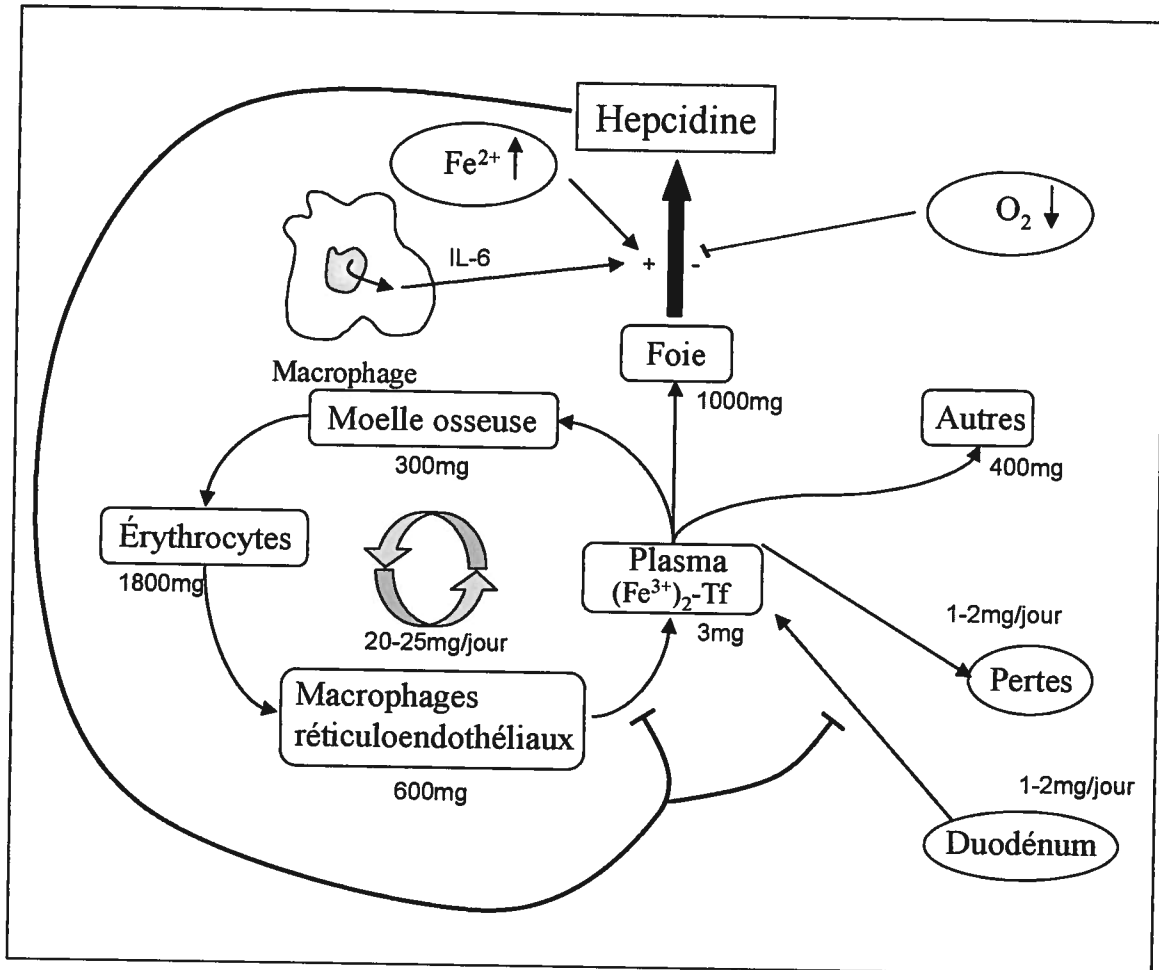 Hepcidine
Fe²⁺ ↑
O₂ ↓
IL-6
+ -
Foie
1000mg
Macrophage
Moelle osseuse
300mg
Autres
400mg
Érythrocytes
1800mg
Plasma
(Fe³⁺)₂-Tf
3mg
20-25mg/jour
1-2mg/jour
Pertes
Macrophages
réticuloendothéliaux
600mg
1-2mg/jour
Duodénum